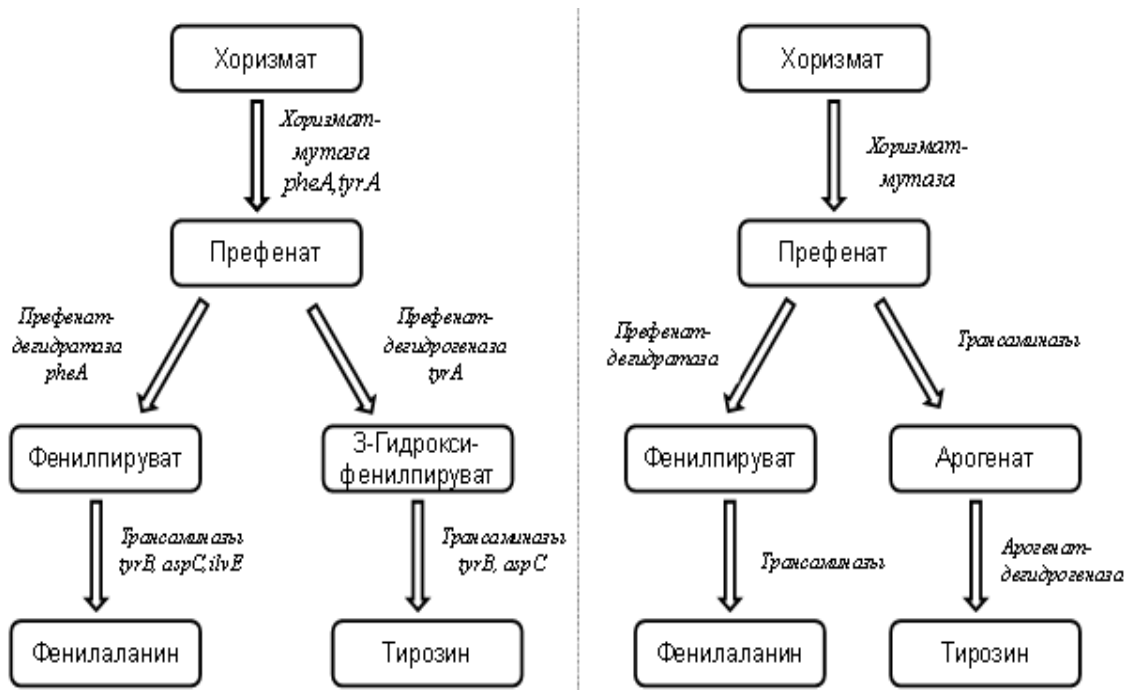 Хоризмат
Хоризмат-
мутаза
pheA,tyrA
Префенат
Префенат-
дегидратаза
pheA
Префенат-
дегидрогеназа
tyrA
Фенилпируват
3-Гидрокси-
фенилпируват
Трансаминазы
tyrB, aspC,ilvE
Трансаминазы
tyrB, aspC
Фенилаланин
Тирозин
Хоризмат
Хоризмат-
мутаза
Префенат
Префенат-
дегидратаза
Трансаминазы
Фенилпируват
Арогенат
Трансаминазы
Арогенат-
дегидрогеназа
Фенилаланин
Тирозин